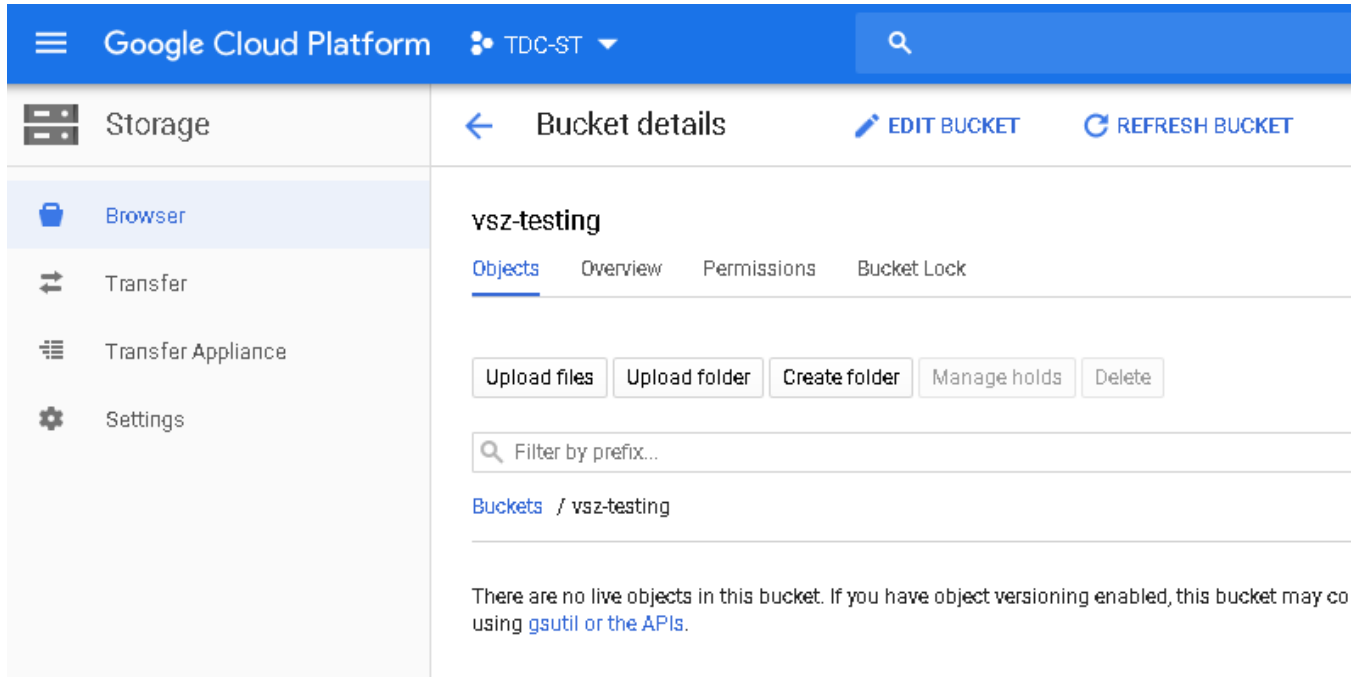 Google Cloud Platform TDC-ST
Storage
Bucket details EDIT BUCKET REFRESH BUCKET
Browser
Transfer
Transfer Appliance
Settings
vsz-testing
Objects Overview Permissions Bucket Lock
Upload files Upload folder Create folder Manage holds Delete
Filter by prefix...
Buckets / vsz-testing
There are no live objects in this bucket. If you have object versioning enabled, this bucket may co
using gsutil or the APIs.